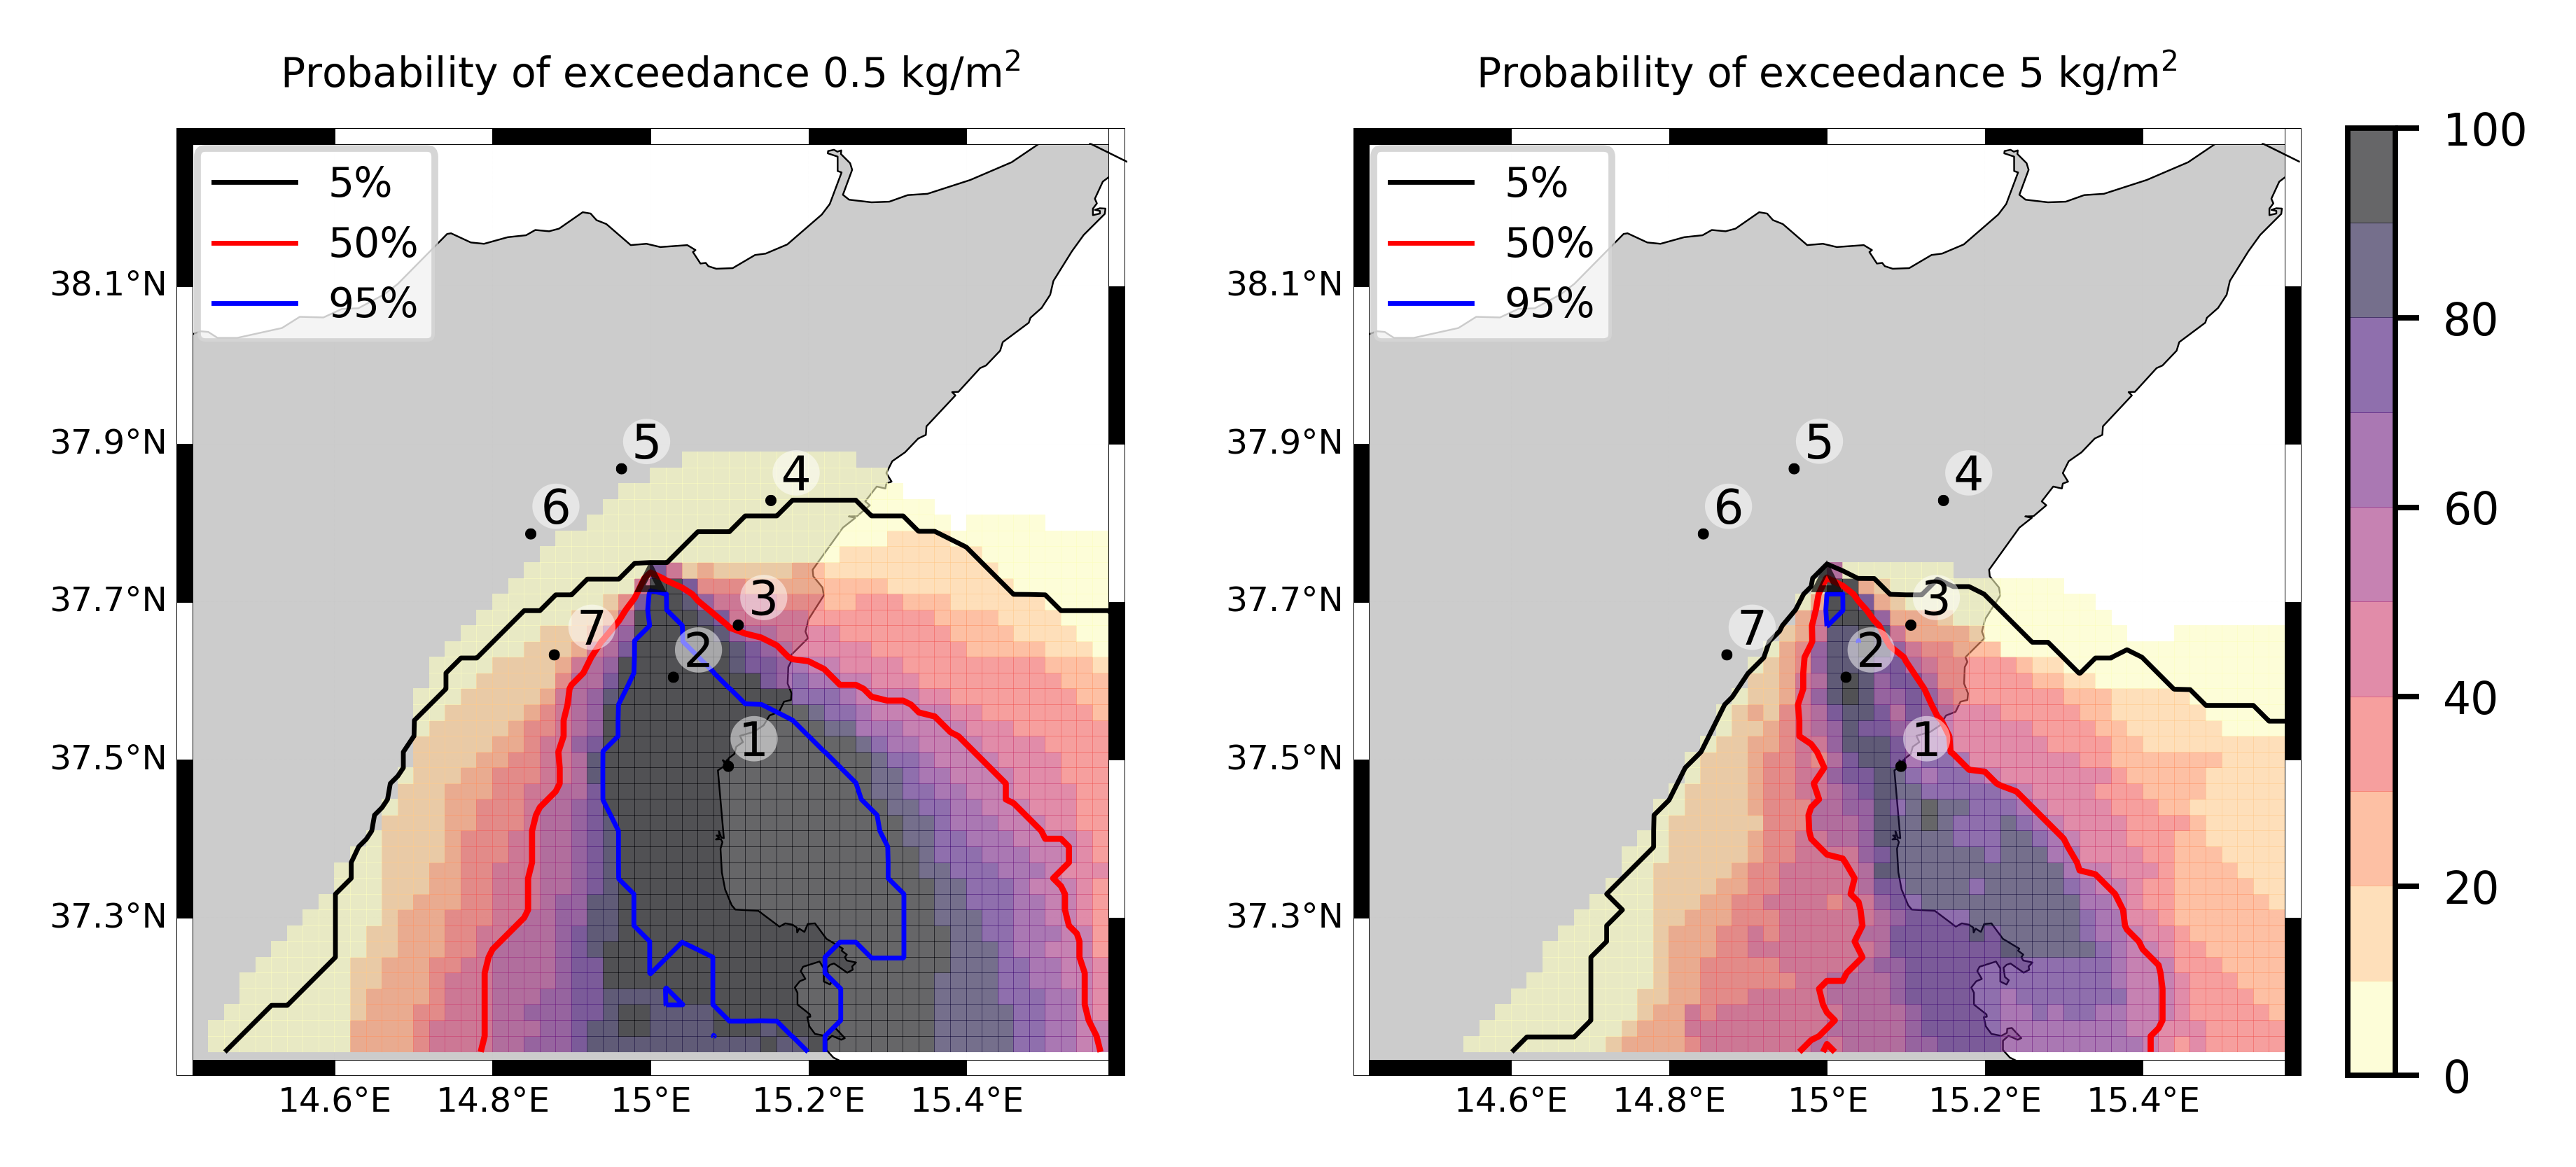 Probability of exceedance 0.5 kg/m²
5%
50%
95%
38.1°N
37.9°N
37.7°N
37.5°N
37.3°N
14.6°E
14.8°E
15°E
15.2°E
15.4°E
5
4
6
3
7
2
1
Probability of exceedance 5 kg/m²
5%
50%
95%
38.1°N
37.9°N
37.7°N
37.5°N
37.3°N
14.6°E
14.8°E
15°E
15.2°E
15.4°E
5
4
6
3
7
2
1
100
80
60
40
20
0